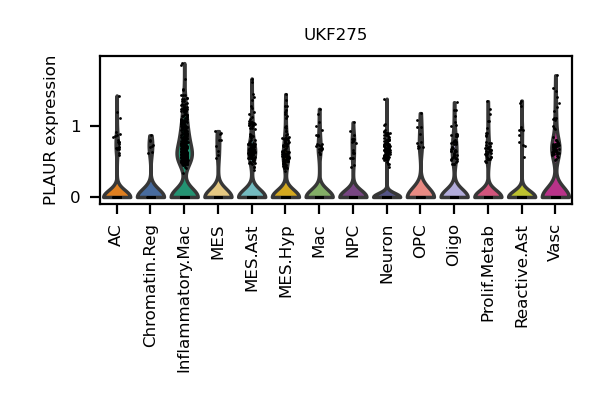 UKF275
PLAUR expression
1
0
AC
Chromatin.Reg
Inflammatory.Mac
MES
MES.Ast
MES.Hyp
Mac
NPC
Neuron
OPC
Oligo
Prolif.Metab
Reactive.Ast
Vasc